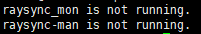 raysync_mon is not running.
raysync-man is not running.